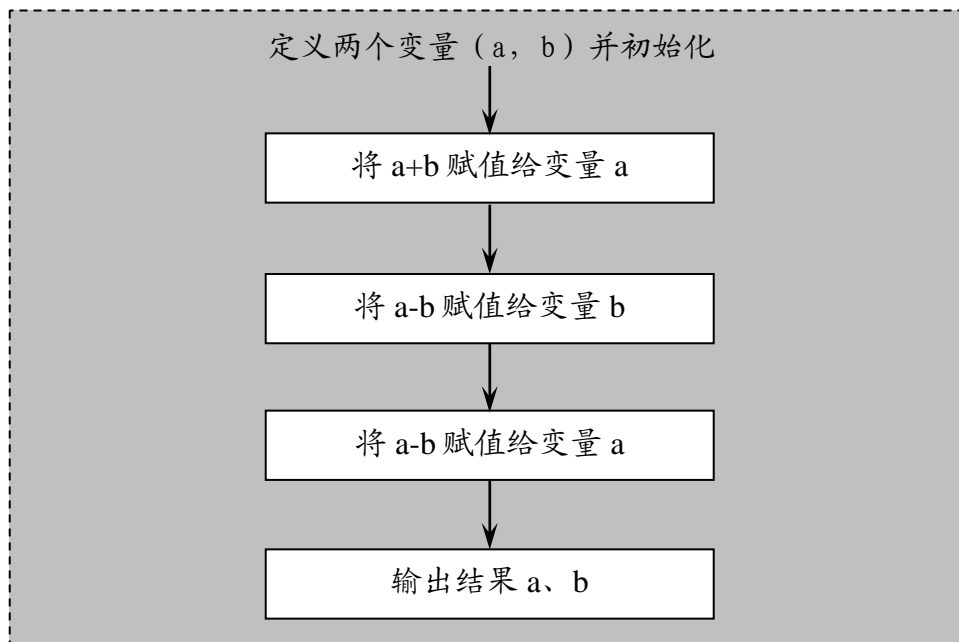 定义两个变量（a，b）并初始化
将 a+b 赋值给变量 a
将 a-b 赋值给变量 b
将 a-b 赋值给变量 a
输出结果 a、b